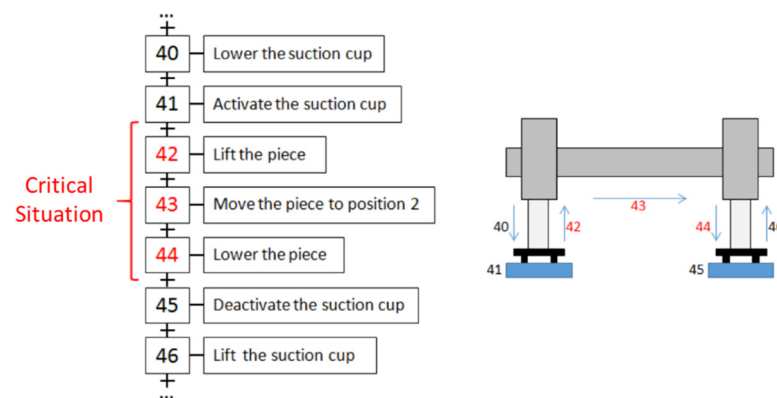 ...
40 Lower the suction cup
41 Activate the suction cup
42 Lift the piece
Critical
Situation
43 Move the piece to position 2
44 Lower the piece
45 Deactivate the suction cup
46 Lift the suction cup
...
43
40 42 44
41 45